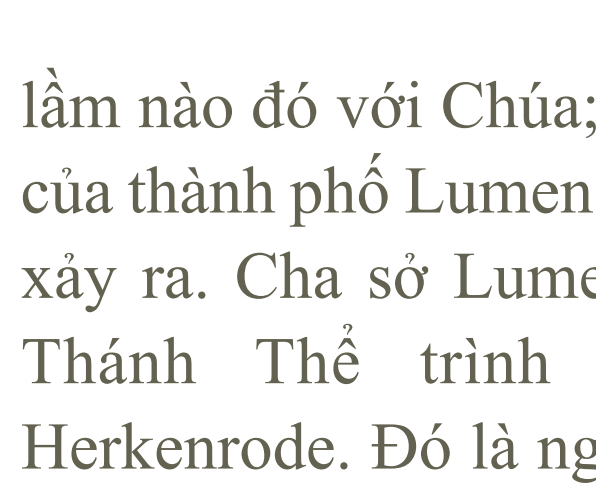 lầm nào đó với Chúa;
của thành phố Lumen
xảy ra. Cha sở Lume
Thánh Thể trình
Herkenrode. Đó là ng